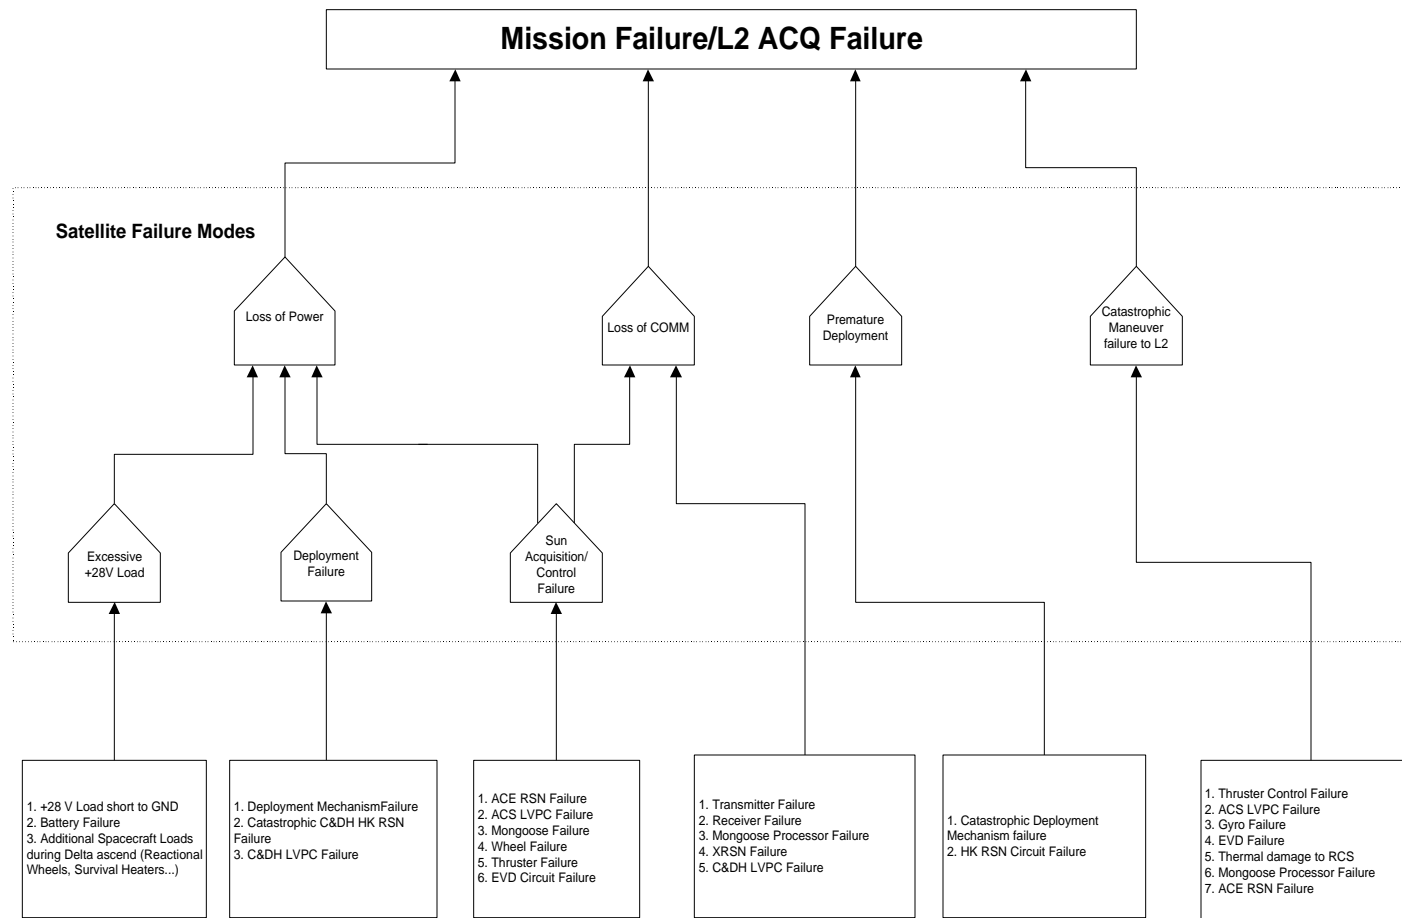 Mission Failure/L2 ACQ Failure
Satellite Failure Modes
Loss of Power
Loss of COMM
Premature
Deployment
Catastrophic
Maneuver
failure to L2
Excessive
+28V Load
Deployment
Failure
Sun
Acquisition/
Control
Failure
1. +28 V Load short to GND
2. Battery Failure
3. Additional Spacecraft Loads
during Delta ascend (Reactional
Wheels, Survival Heaters...)
1. Deployment MechanismFailure
2. Catastrophic C&DH HK RSN
Failure
3. C&DH LVPC Failure
1. ACE RSN Failure
2. ACS LVPC Failure
3. Mongoose Failure
4. Wheel Failure
5. Thruster Failure
6. EVD Circuit Failure
1. Transmitter Failure
2. Receiver Failure
3. Mongoose Processor Failure
4. XRSN Failure
5. C&DH LVPC Failure
1. Catastrophic Deployment
Mechanism failure
2. HK RSN Circuit Failure
1. Thruster Control Failure
2. ACS LVPC Failure
3. Gyro Failure
4. EVD Failure
5. Thermal damage to RCS
6. Mongoose Processor Failure
7. ACE RSN Failure